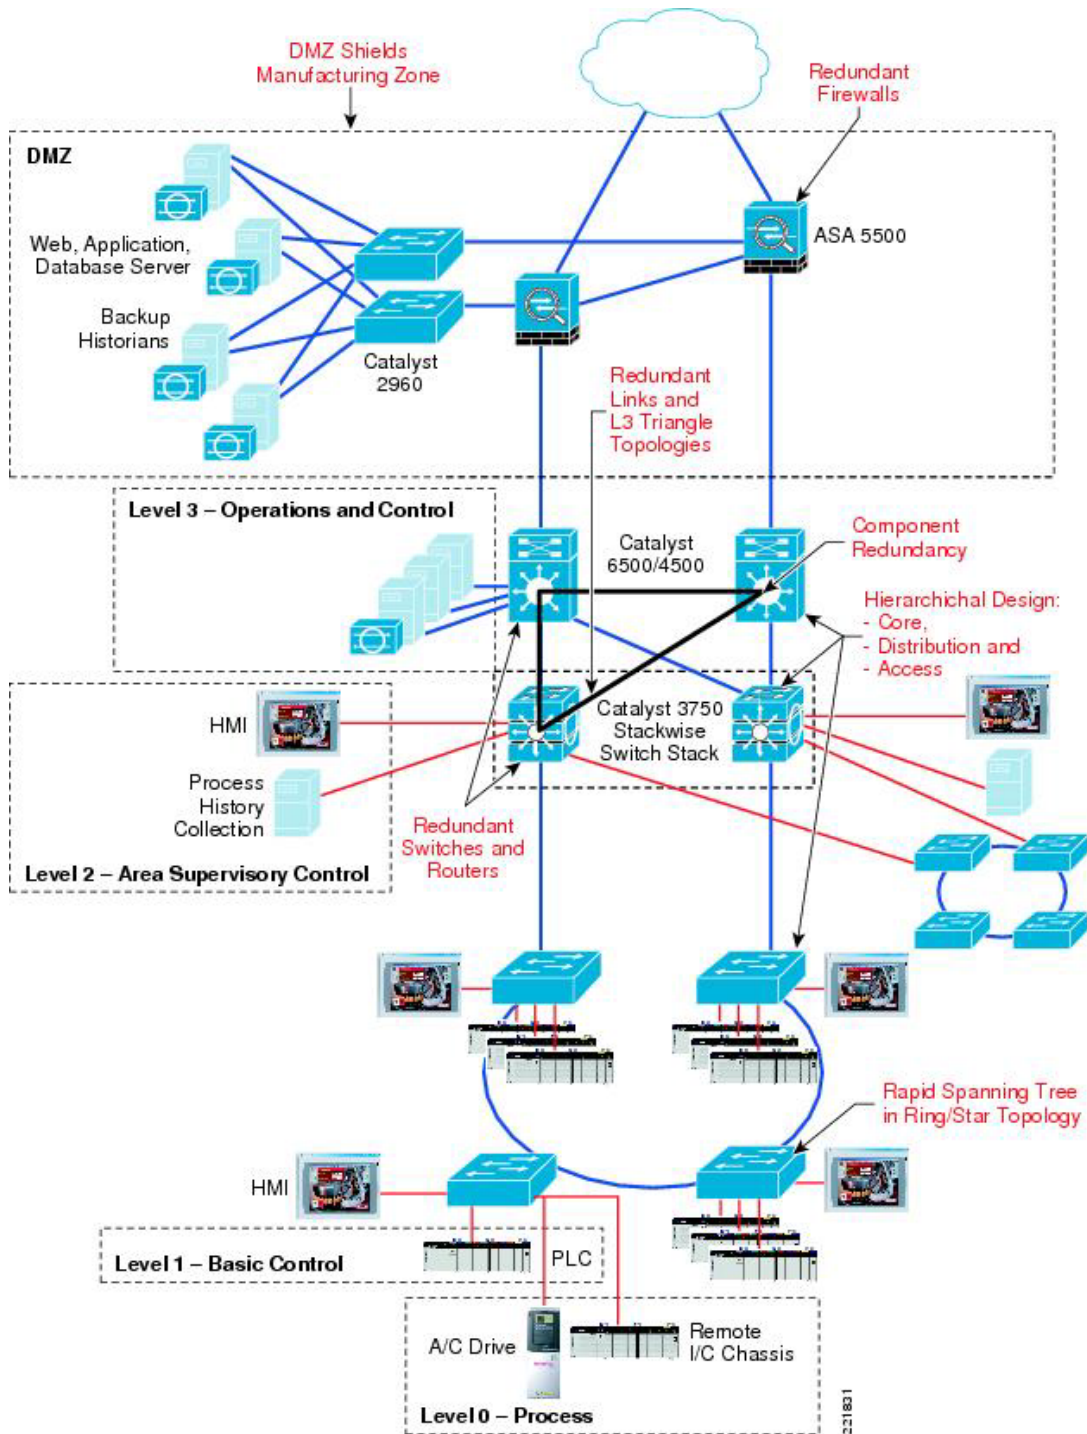 DMZ Shields
Manufacturing Zone
Redundant
Firewalls
DMZ
Web, Application,
Database Server
ASA 5500
Backup
Historians
Catalyst
2960
Redundant
Links and
L3 Triangle
Topologies
Level 3 – Operations and Control
Catalyst
6500/4500
Component
Redundancy
Hierarchichal Design:
- Core,
- Distribution and
- Access
HMI
Catalyst 3750
Stackwise
Switch Stack
Process
History
Collection
Redundant
Switches and
Routers
Level 2 – Area Supervisory Control
Rapid Spanning Tree
in Ring/Star Topology
HMI
Level 1 – Basic Control
PLC
A/C Drive
Remote
I/C Chassis
Level 0 – Process
221831